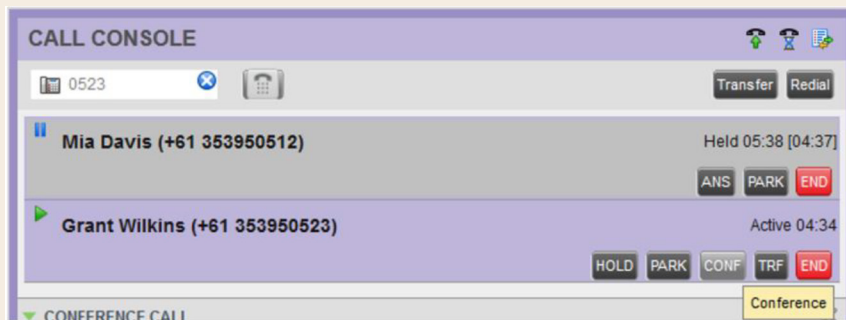 CALL CONSOLE
0523
Transfer Redial
Mia Davis (+61 353950512) Held 05:38 [04:37]
ANS PARK END
Grant Wilkins (+61 353950523) Active 04:34
HOLD PARK CONF TRF END
Conference
CONFERENCE CALL